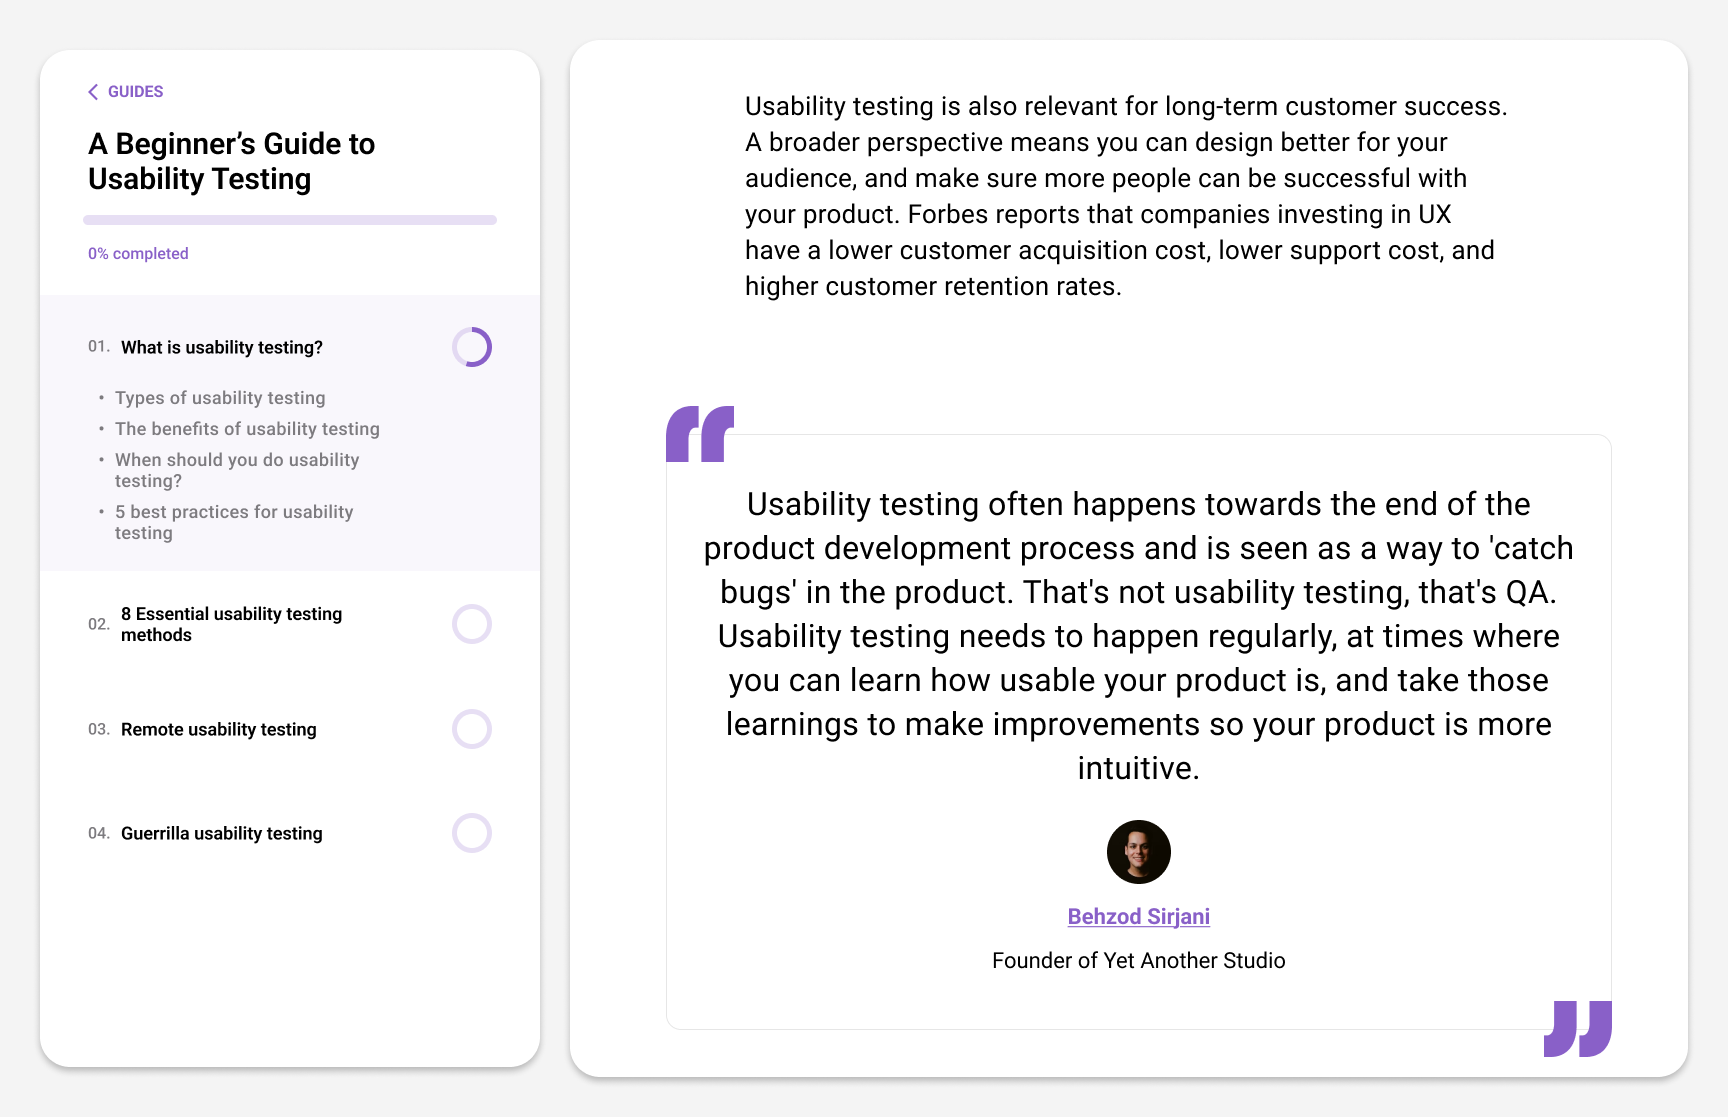 GUIDES
A Beginner’s Guide to
Usability Testing
0% completed
01. What is usability testing?
• Types of usability testing
• The benefits of usability testing
• When should you do usability
testing?
• 5 best practices for usability
testing
02. 8 Essential usability testing
methods
03. Remote usability testing
04. Guerrilla usability testing
Usability testing is also relevant for long-term customer success.
A broader perspective means you can design better for your
audience, and make sure more people can be successful with
your product. Forbes reports that companies investing in UX
have a lower customer acquisition cost, lower support cost, and
higher customer retention rates.
“
Usability testing often happens towards the end of the
product development process and is seen as a way to 'catch
bugs' in the product. That's not usability testing, that's QA.
Usability testing needs to happen regularly, at times where
you can learn how usable your product is, and take those
learnings to make improvements so your product is more
intuitive.
Behzod Sirjani
Founder of Yet Another Studio
”